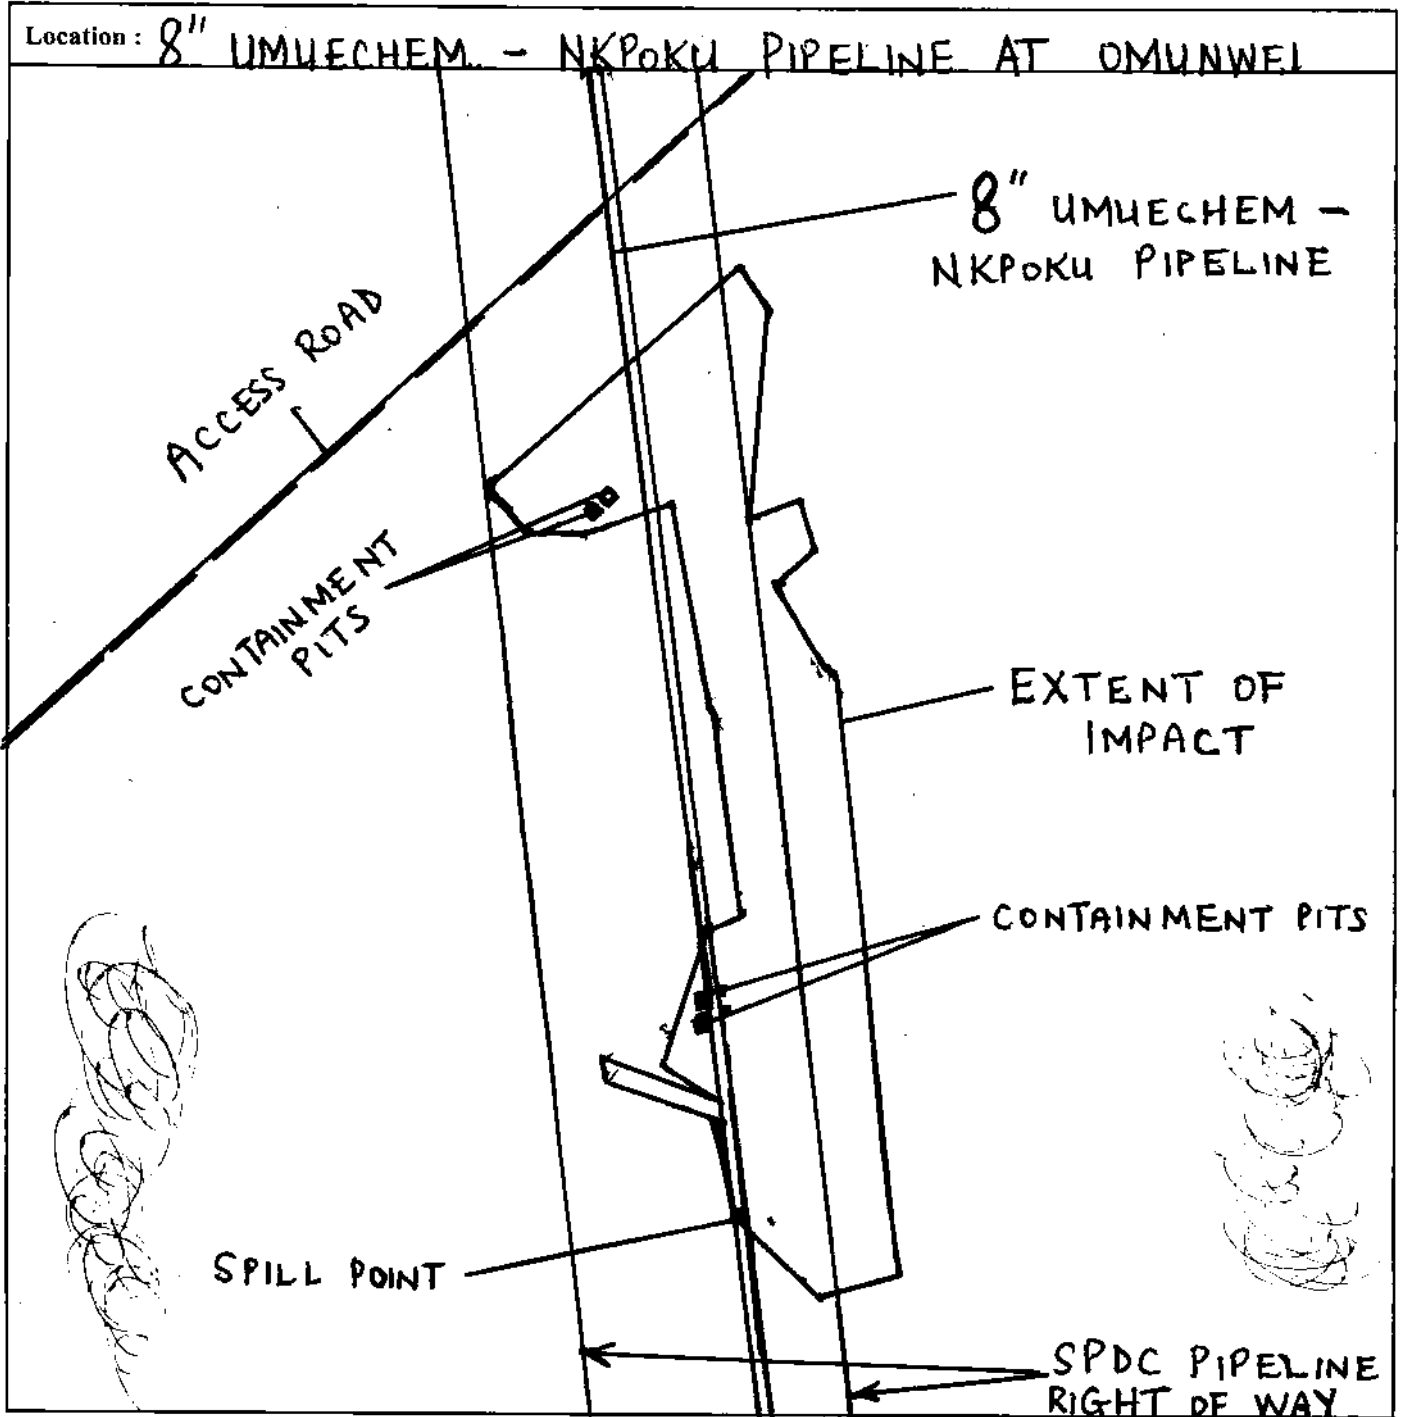 Location : 8" UMUECHEM - NKPOKU PIPELINE AT OMUNWEI
8" UMUECHEM -
NKPOKU PIPELINE
ACCESS ROAD
CONTAINMENT
PITS
EXTENT OF
IMPACT
CONTAINMENT PITS
SPILL POINT
SPDC PIPELINE
RIGHT OF WAY